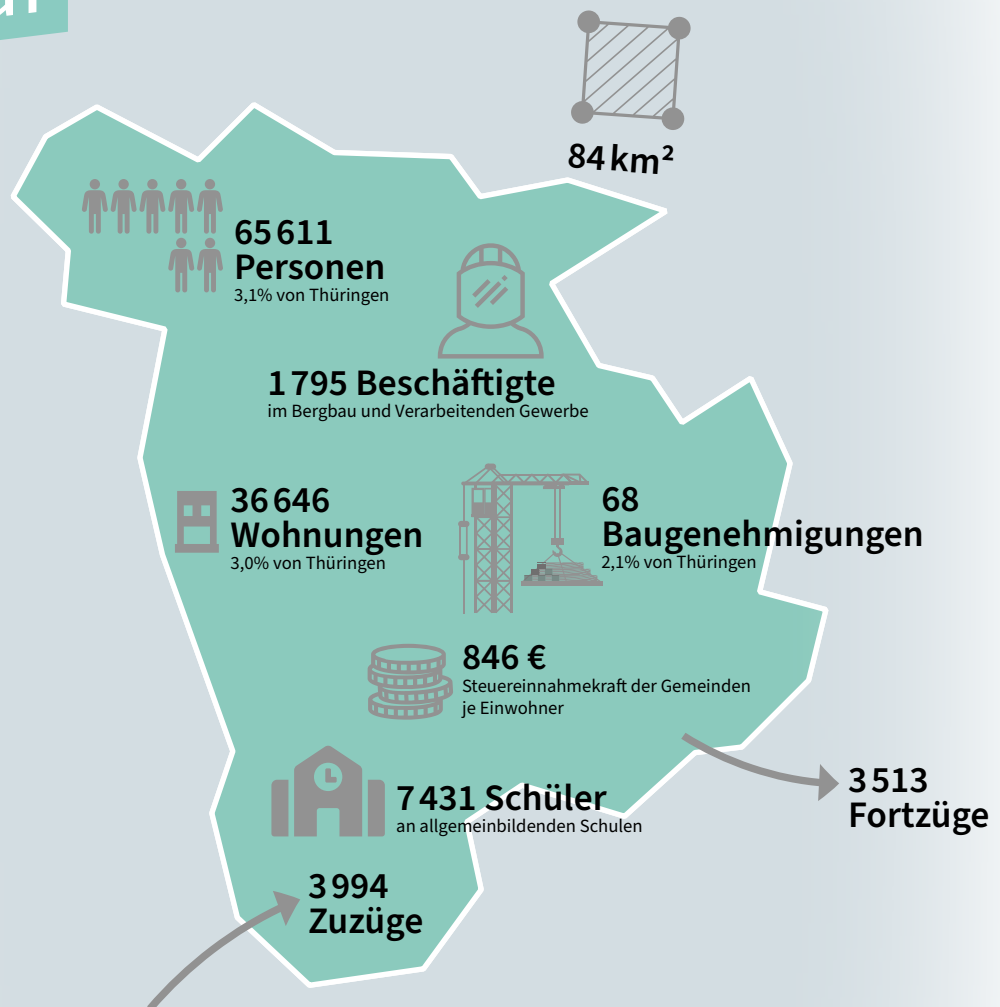 84 km²
65 611
Personen
3,1% von Thüringen
1 795 Beschäftigte
im Bergbau und Verarbeitenden Gewerbe
36 646
Wohnungen
3,0% von Thüringen
68
Baugenehmigungen
2,1% von Thüringen
846 €
Steuereinnahmekraft der Gemeinden
je Einwohner
7 431 Schüler
an allgemeinbildenden Schulen
3 513
Fortzüge
3 994
Zuzüge